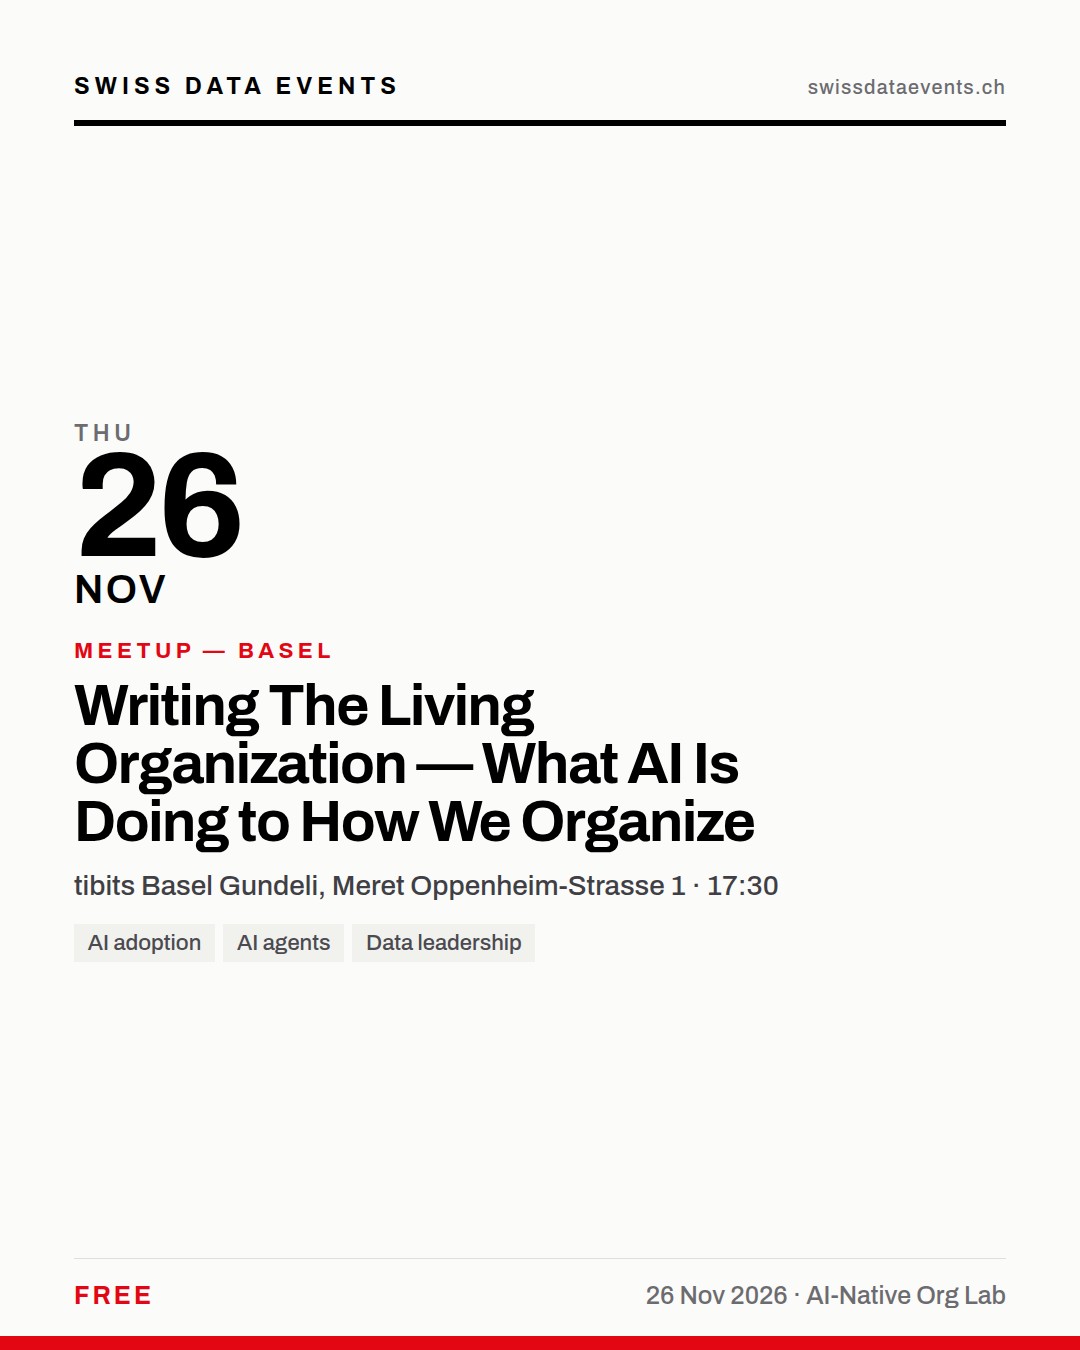 SWISS DATA EVENTS
swissdataevents.ch
THU
26
NOV
MEETUP — BASEL
Writing The Living
Organization — What AI Is
Doing to How We Organize
tibits Basel Gundeli, Meret Oppenheim-Strasse 1 · 17:30
AI adoption
AI agents
Data leadership
FREE
26 Nov 2026 · AI-Native Org Lab